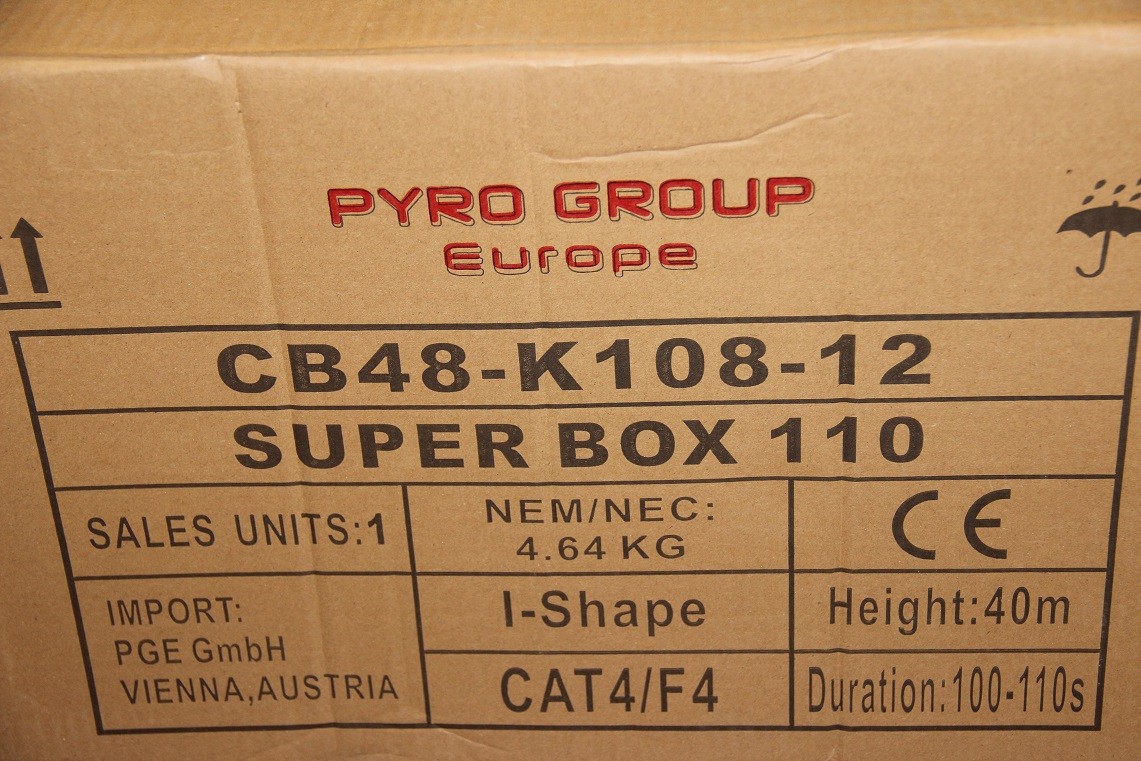 PYRO GROUP
Europe
CB48-K108-12
SUPER BOX 110
SALES UNITS:1
NEM/NEC:
4.64 KG
CE
IMPORT:
PGE GmbH
VIENNA,AUSTRIA
I-Shape
Height:40m
CAT4/F4
Duration:100-110s